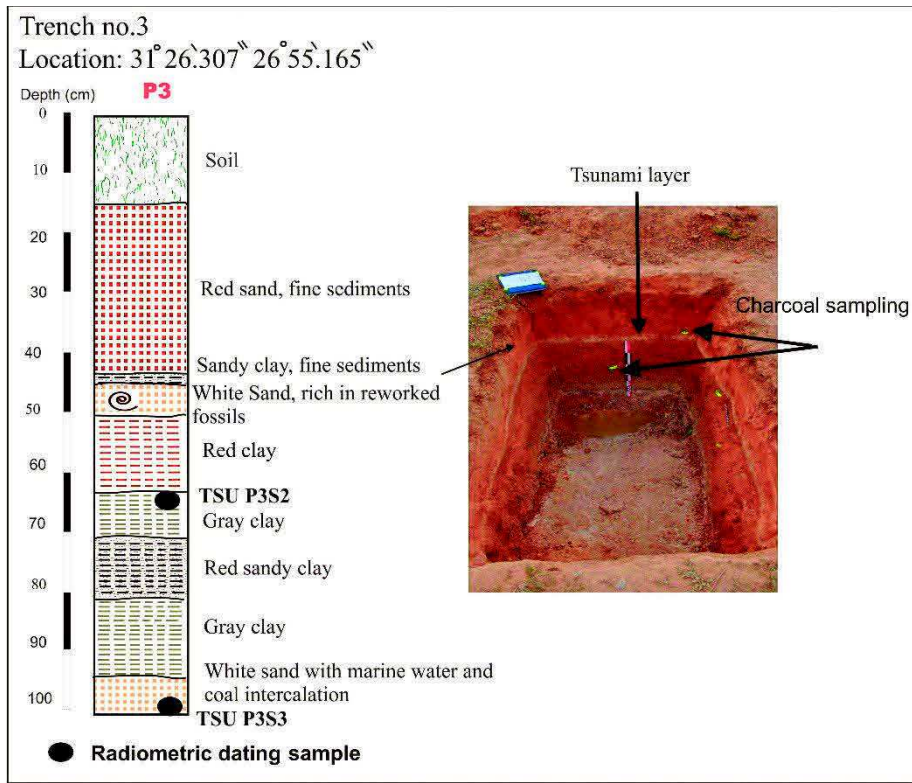 Trench no.3
Location: 31° 26.307‶ 26° 55.165‶
Depth (cm)
P3
0
10
20
30
40
50
60
70
80
90
100
Soil
Red sand, fine sediments
Sandy clay, fine sediments
White Sand, rich in reworked
fossils
Red clay
TSU P3S2
Gray clay
Red sandy clay
Gray clay
White sand with marine water and
coal intercalation
TSU P3S3
Radiometric dating sample
Tsunami layer
Charcoal sampling